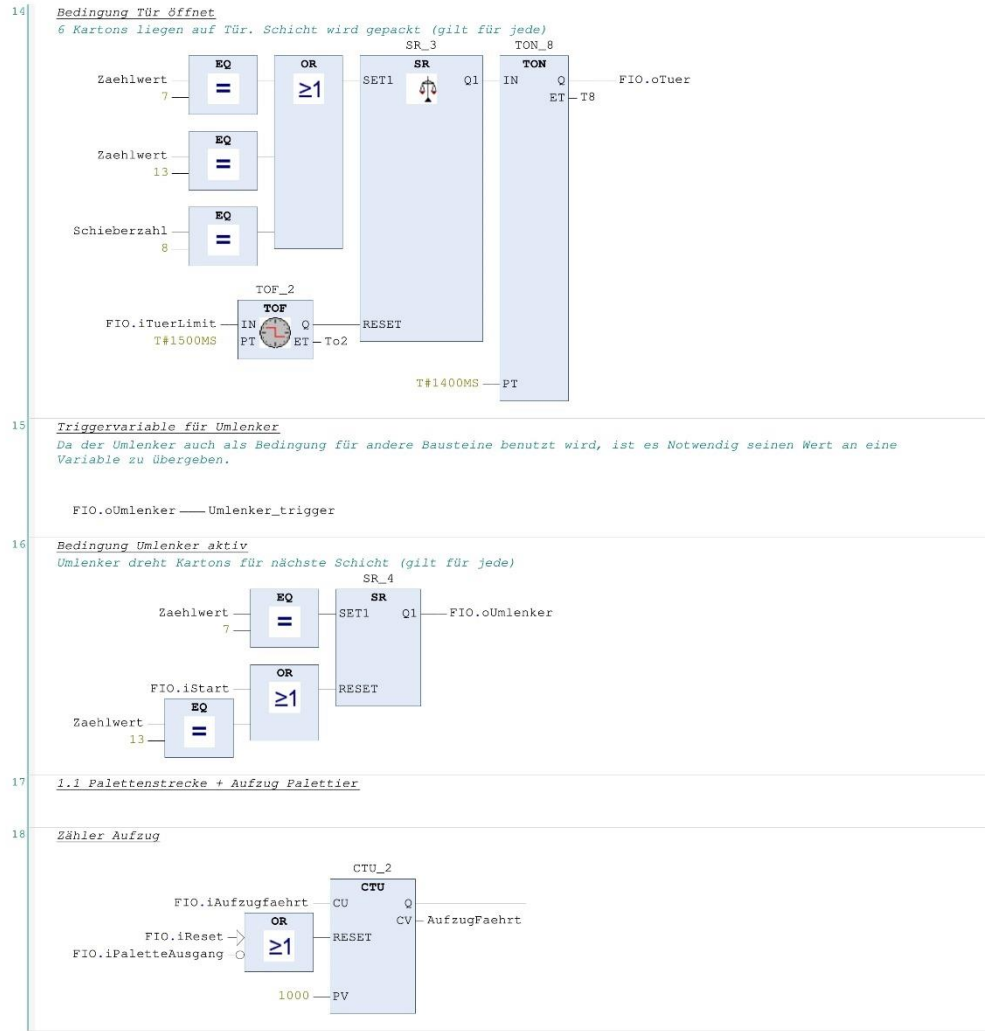 14 Bedingung Tür öffnet
6 Kartons liegen auf Tür. Schicht wird gepackt (gilt für jede)
SR_3 TON_8
EQ OR SR TON
Zaehlwert = ≥1 SET1 Q1 IN Q FIO.oTuer
7 ET T8
EQ
Zaehlwert =
13
EQ
Schieberzahl =
8
TOF_2
TOF
FIO.iTuerLimit IN Q RESET
T#1500MS PT ET To2
T#1400MS PT
15 Triggervariable für Umlenker
Da der Umlenker auch als Bedingung für andere Bausteine benutzt wird, ist es Notwendig seinen Wert an eine
Variable zu übergeben.
FIO.oUmlenker Umlenker_trigger
16 Bedingung Umlenker aktiv
Umlenker dreht Kartons für nächste Schicht (gilt für jede)
SR_4
EQ SR
Zaehlwert = SET1 Q1 FIO.oUmlenker
7
OR
FIO.iStart ≥1 RESET
EQ
Zaehlwert =
13
17 1.1 Palettenstrecke + Aufzug Palettier
18 Zähler Aufzug
CTU_2
CTU
FIO.iAufzugfaehrt CU Q
OR CV AufzugFaehrt
FIO.iReset ≥1 RESET
FIO.iPaletteAusgang
1000 PV